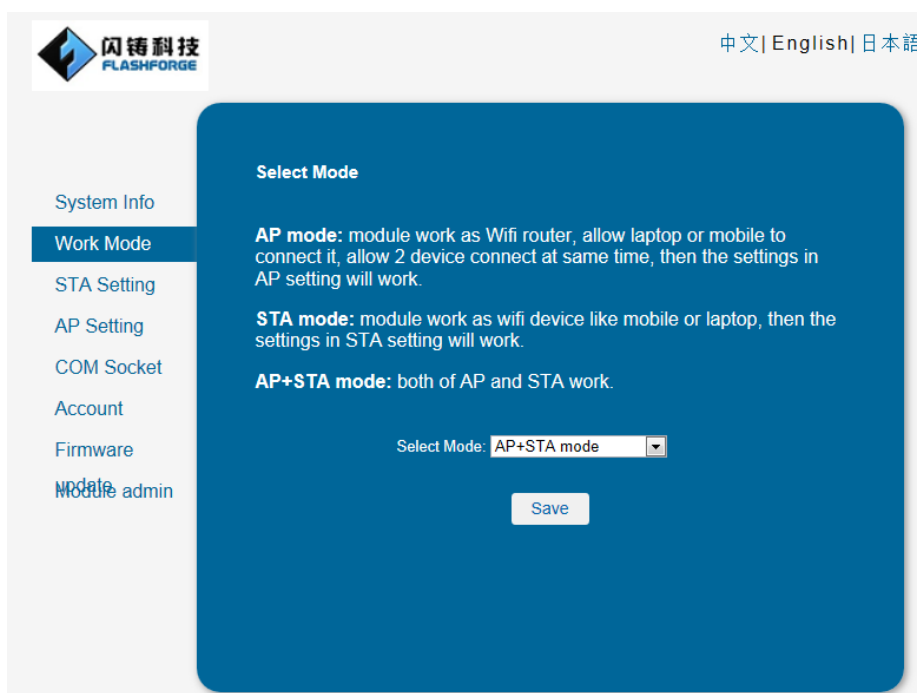 闪铸科技
FLASHFORGE
中文| English| 日本語
System Info
Work Mode
STA Setting
AP Setting
COM Socket
Account
Firmware
update
Module admin
Select Mode
AP mode: module work as Wifi router, allow laptop or mobile to
connect it, allow 2 device connect at same time, then the settings in
AP setting will work.
STA mode: module work as wifi device like mobile or laptop, then the
settings in STA setting will work.
AP+STA mode: both of AP and STA work.
Select Mode: AP+STA mode
Save